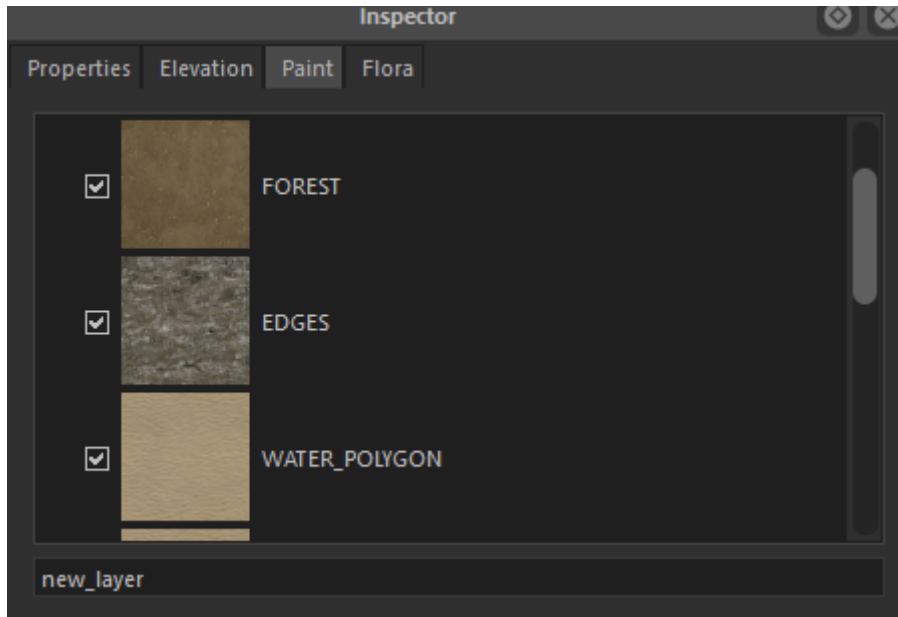 Inspector
Properties Elevation Paint Flora
FOREST
EDGES
WATER_POLYGON
new_layer